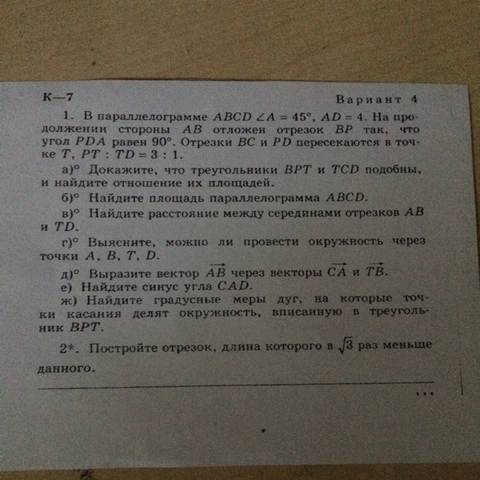 К—7 Вариант 4
1. В параллелограмме ABCD ∠A = 45°, AD = 4. На про-
должении стороны AB отложен отрезок BP так, что
угол PDA равен 90°. Отрезки BC и PD пересекаются в точ-
ке T, PT : TD = 3 : 1.
а)° Докажите, что треугольники BPT и TCD подобны,
и найдите отношение их площадей.
б)° Найдите площадь параллелограмма ABCD.
в)° Найдите расстояние между серединами отрезков AB
и TD.
г)° Выясните, можно ли провести окружность через
точки A, B, T, D.
д)° Выразите вектор AB через векторы CA и TB.
е) Найдите синус угла CAD.
ж) Найдите градусные меры дуг, на которые точ-
ки касания делят окружность, вписанную в треуголь-
ник BPT.
2*. Постройте отрезок, длина которого в √3 раз меньше
данного.